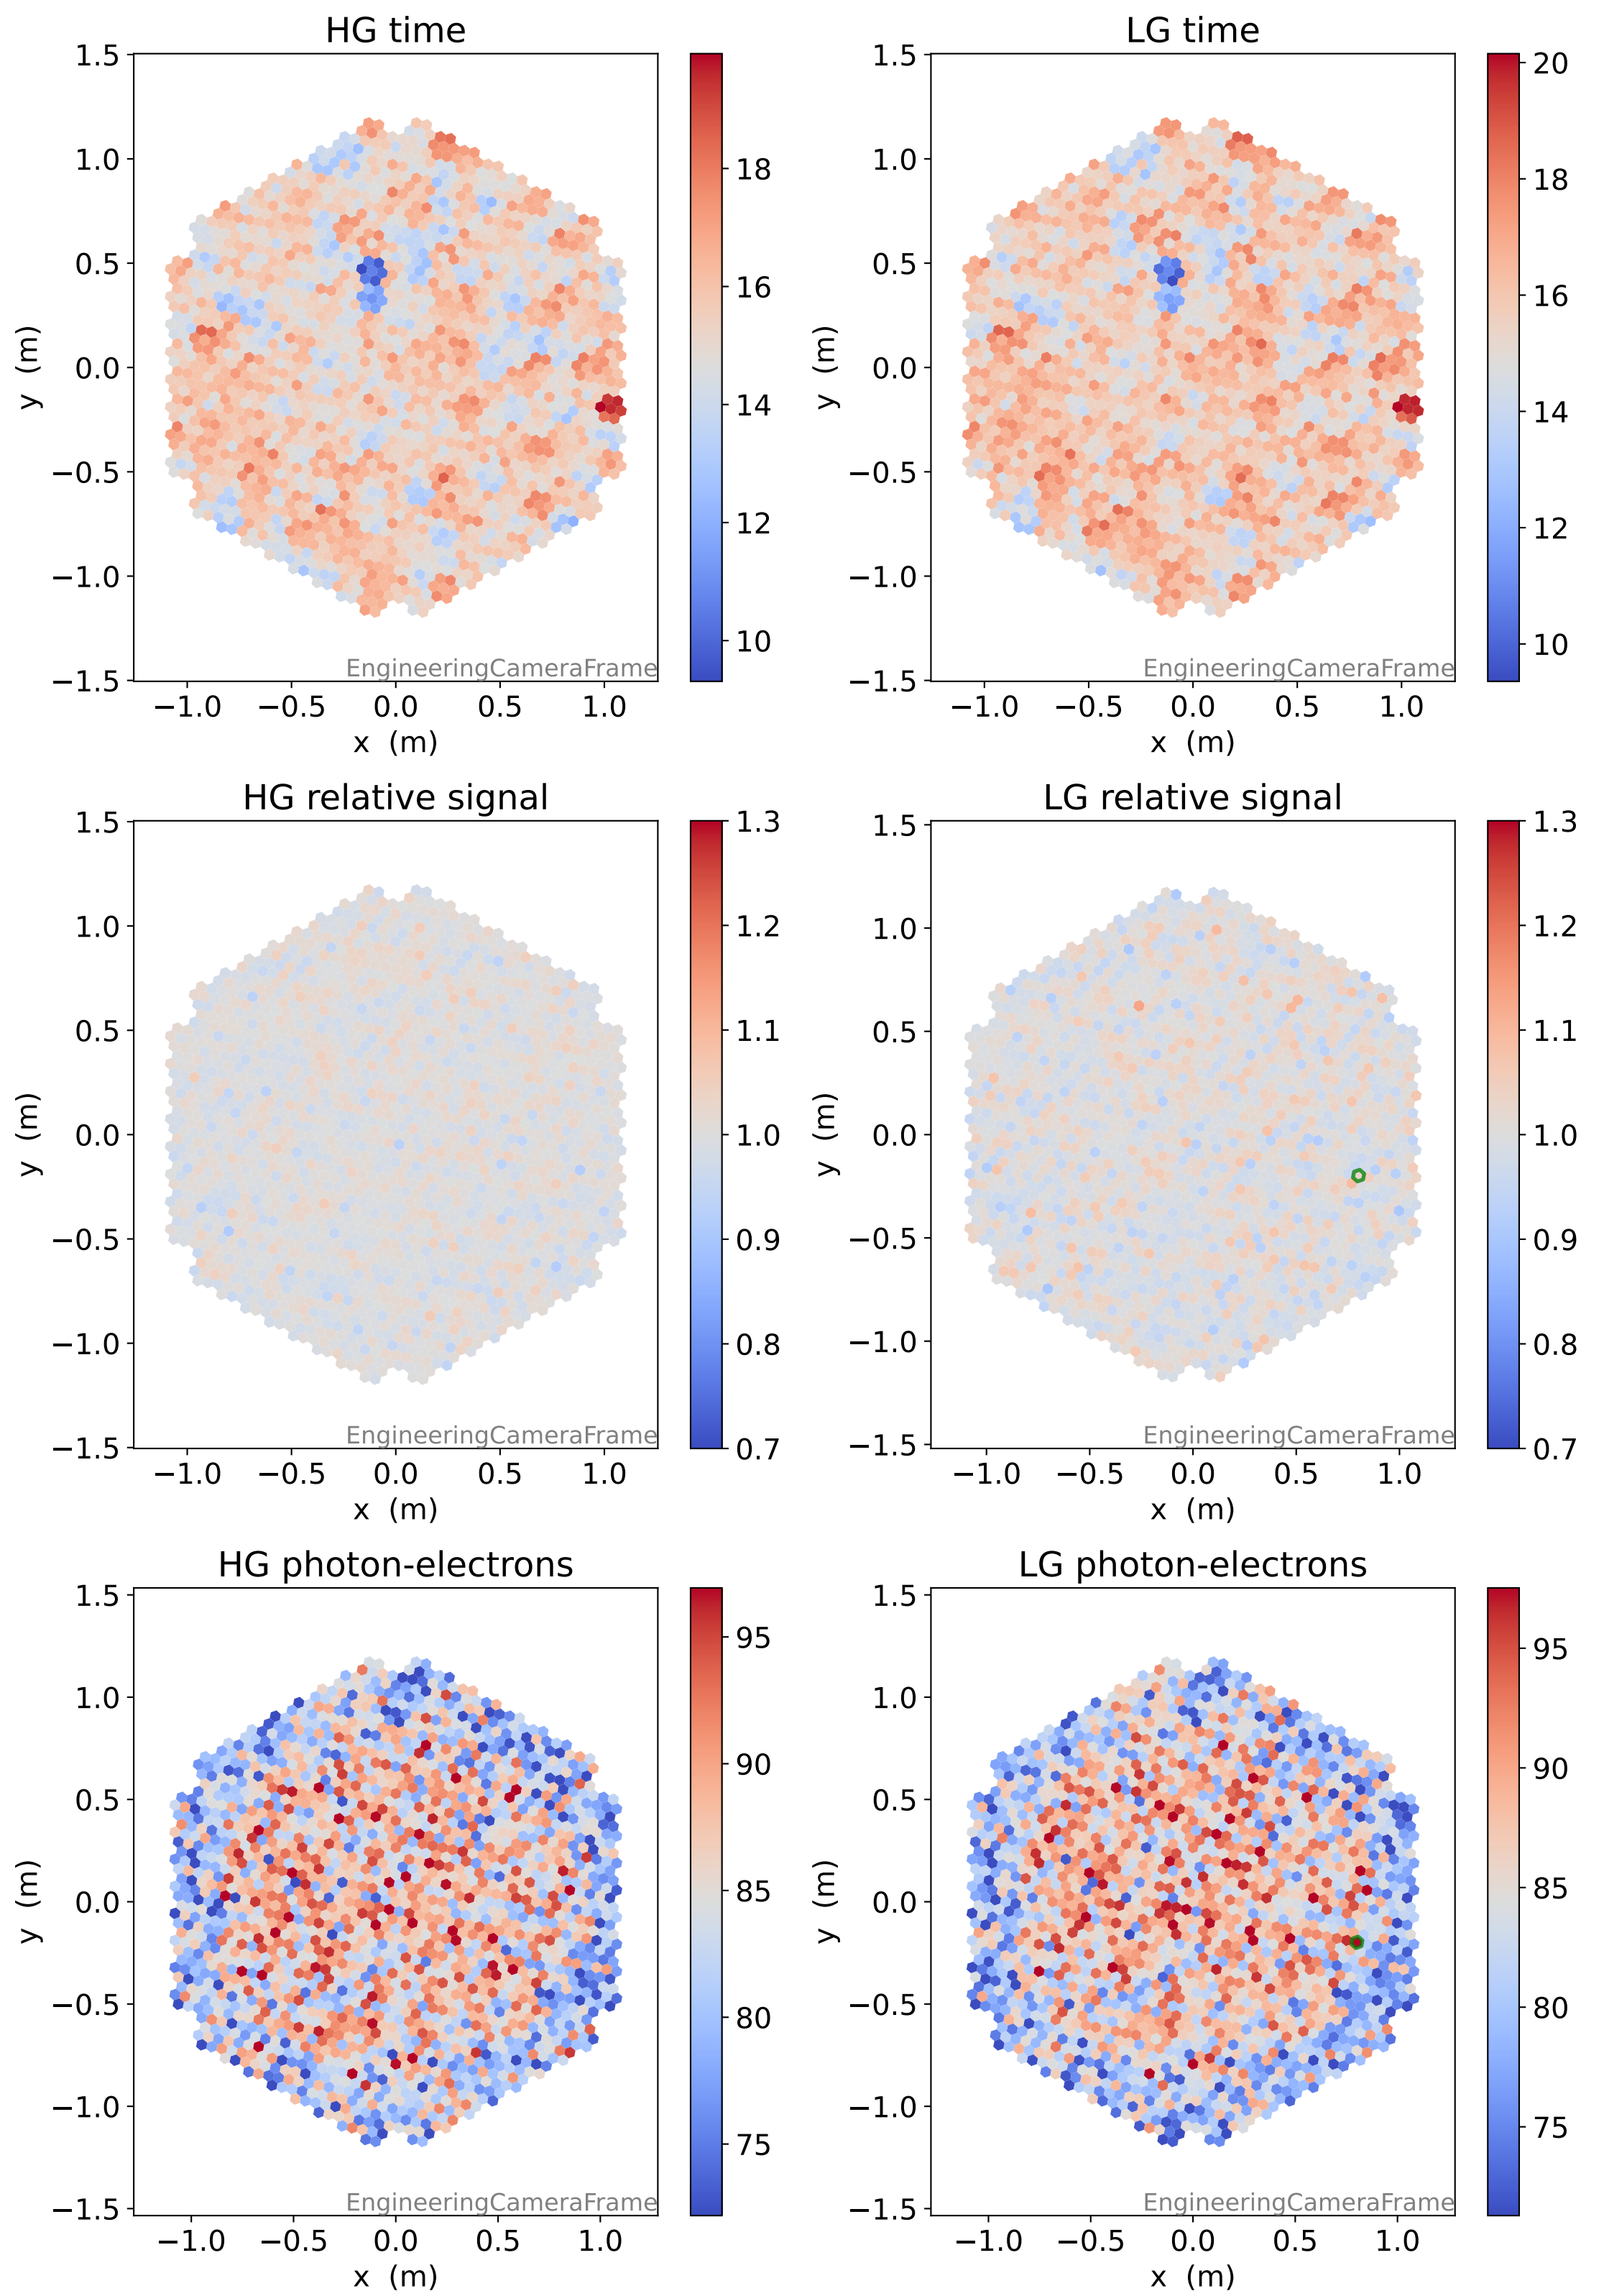 HG time
1.5
1.0
0.5
0.0
−0.5
−1.0
−1.5
y (m)
−1.0 −0.5 0.0 0.5 1.0
x (m)
EngineeringCameraFrame
18
16
14
12
10
LG time
1.5
1.0
0.5
0.0
−0.5
−1.0
−1.5
y (m)
−1.0 −0.5 0.0 0.5 1.0
x (m)
EngineeringCameraFrame
20
18
16
14
12
10
HG relative signal
1.5
1.0
0.5
0.0
−0.5
−1.0
−1.5
y (m)
−1.0 −0.5 0.0 0.5 1.0
x (m)
EngineeringCameraFrame
1.3
1.2
1.1
1.0
0.9
0.8
0.7
LG relative signal
1.5
1.0
0.5
0.0
−0.5
−1.0
−1.5
y (m)
−1.0 −0.5 0.0 0.5 1.0
x (m)
EngineeringCameraFrame
1.3
1.2
1.1
1.0
0.9
0.8
0.7
HG photon-electrons
1.5
1.0
0.5
0.0
−0.5
−1.0
−1.5
y (m)
−1.0 −0.5 0.0 0.5 1.0
x (m)
EngineeringCameraFrame
95
90
85
80
75
LG photon-electrons
1.5
1.0
0.5
0.0
−0.5
−1.0
−1.5
y (m)
−1.0 −0.5 0.0 0.5 1.0
x (m)
EngineeringCameraFrame
95
90
85
80
75